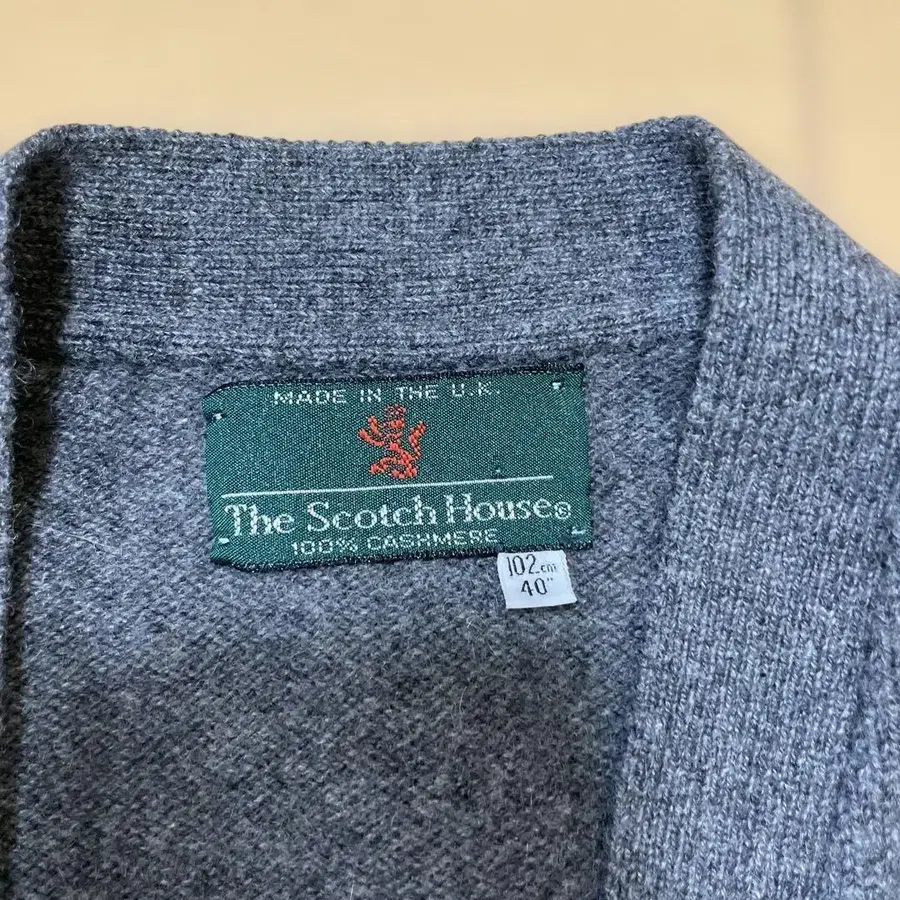 MADE IN THE U.K.
The Scotch House®
100% CASHMERE
102cm
40"